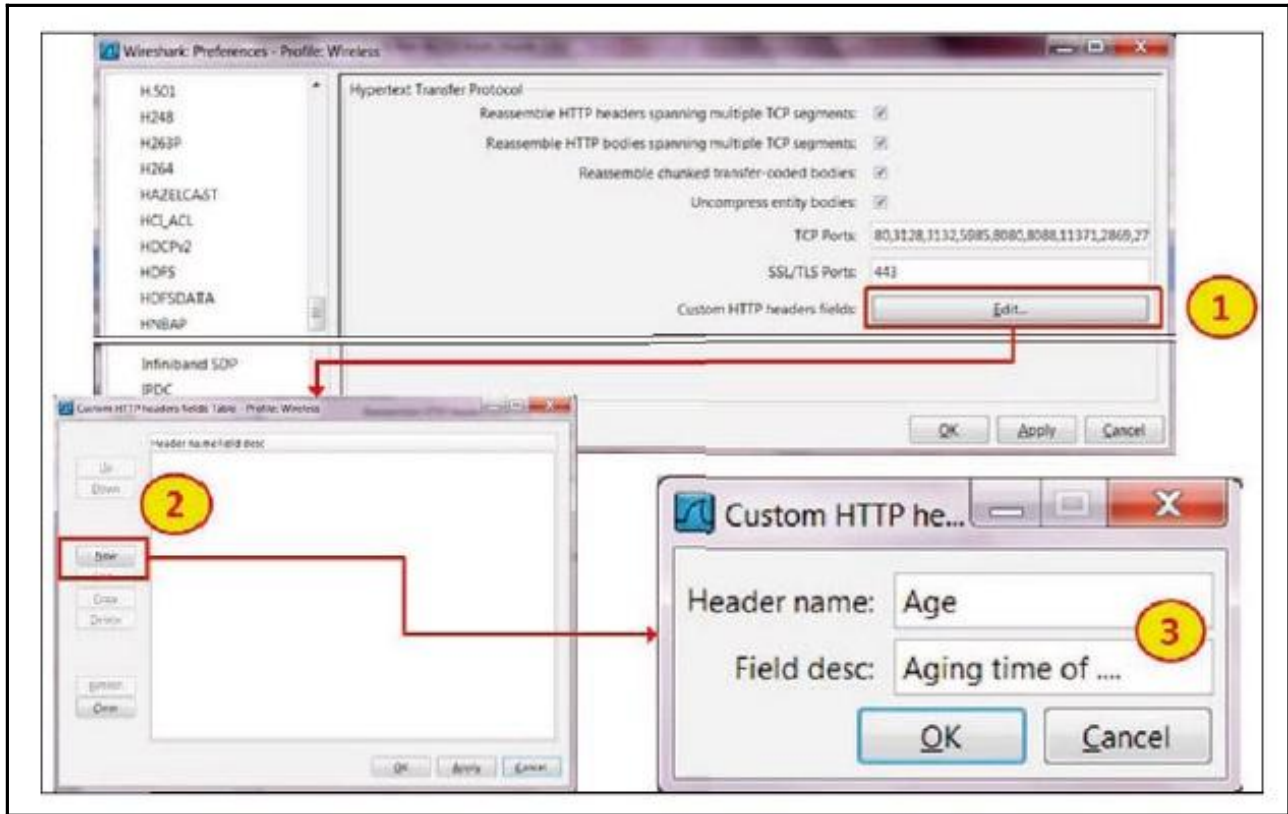 Wireshark: Preferences - Profile: Wireless
H.501
H248
H263P
H264
HAZELCAST
HCI_ACL
HDCPv2
HDFS
HDFSDATA
HNBAP
Infiniband SDP
IPDC
Hypertext Transfer Protocol
Reassemble HTTP headers spanning multiple TCP segments:
Reassemble HTTP bodies spanning multiple TCP segments:
Reassemble chunked transfer-coded bodies:
Uncompress entity bodies:
TCP Ports: 80,3128,3132,5985,8080,8088,11371,2869,27
SSL/TLS Ports: 443
Custom HTTP headers fields: Edit...
1
OK Apply Cancel
Custom HTTP headers fields Table - Profile: Wireless
Header name Field desc
Up
Down
2
New
Copy
Delete
Refresh
Clear
OK Apply Cancel
Custom HTTP he...
Header name: Age
3
Field desc: Aging time of ....
OK Cancel